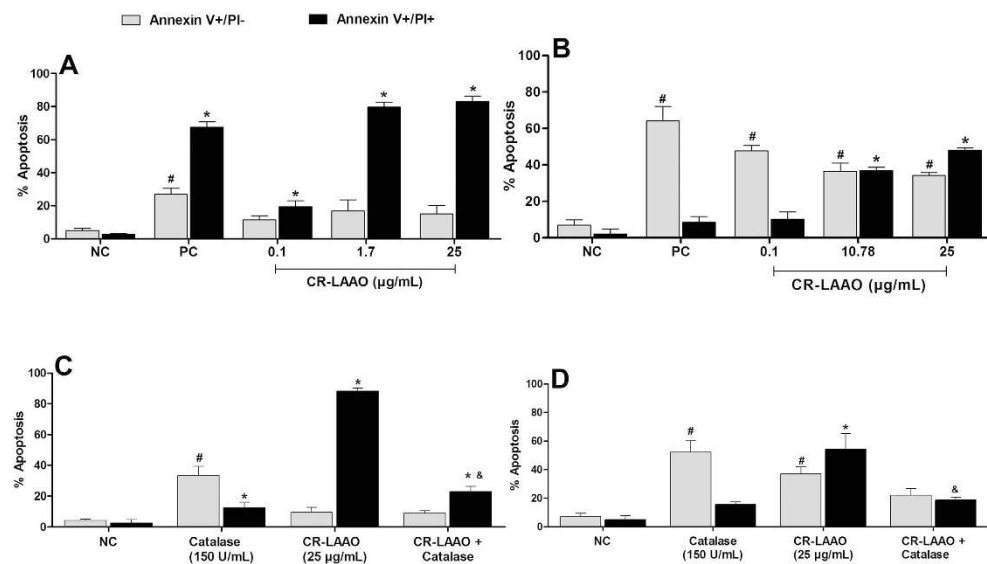 Annexin V+/PI-
Annexin V+/PI+
A
% Apoptosis
100
80
60
40
20
0
#
*
*
*
*
NC
PC
0.1
1.7
25
CR-LAAO (µg/mL)
B
% Apoptosis
100
80
60
40
20
0
#
#
#
*
#
*
NC
PC
0.1
10.78
25
CR-LAAO (µg/mL)
C
% Apoptosis
100
80
60
40
20
0
#
*
*
* &
NC
Catalase
(150 U/mL)
CR-LAAO
(25 µg/mL)
CR-LAAO +
Catalase
D
% Apoptosis
100
80
60
40
20
0
#
#
*
&
NC
Catalase
(150 U/mL)
CR-LAAO
(25 µg/mL)
CR-LAAO +
Catalase